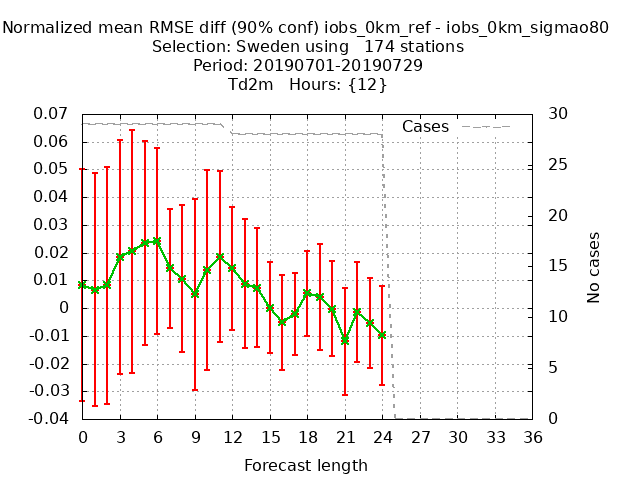 Normalized mean RMSE diff (90% conf) iobs_0km_ref - iobs_0km_sigmao80
Selection: Sweden using   174 stations
Period: 20190701-20190729
Td2m   Hours: {12}
0.07
0.06
0.05
0.04
0.03
0.02
0.01
0
-0.01
-0.02
-0.03
-0.04
Cases
30
25
20
15
10
5
0
No cases
0 3 6 9 12 15 18 21 24 27 30 33 36
Forecast length